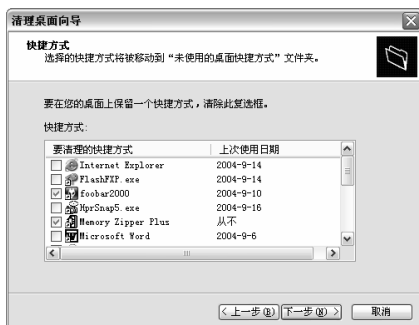 清理桌面向导
快捷方式
选择的快捷方式将被移动到“未使用的桌面快捷方式”文件夹。
要在您的桌面上保留一个快捷方式，清除此复选框。
快捷方式:
要清理的快捷方式 上次使用日期
Internet Explorer 2004-9-14
FlashFXP.exe 2004-9-14
foobar2000 2004-9-10
HprSnap5.exe 2004-9-16
Memory Zipper Plus 从不
Microsoft Word 2004-9-6
< 上一步(B) 下一步(N) > 取消